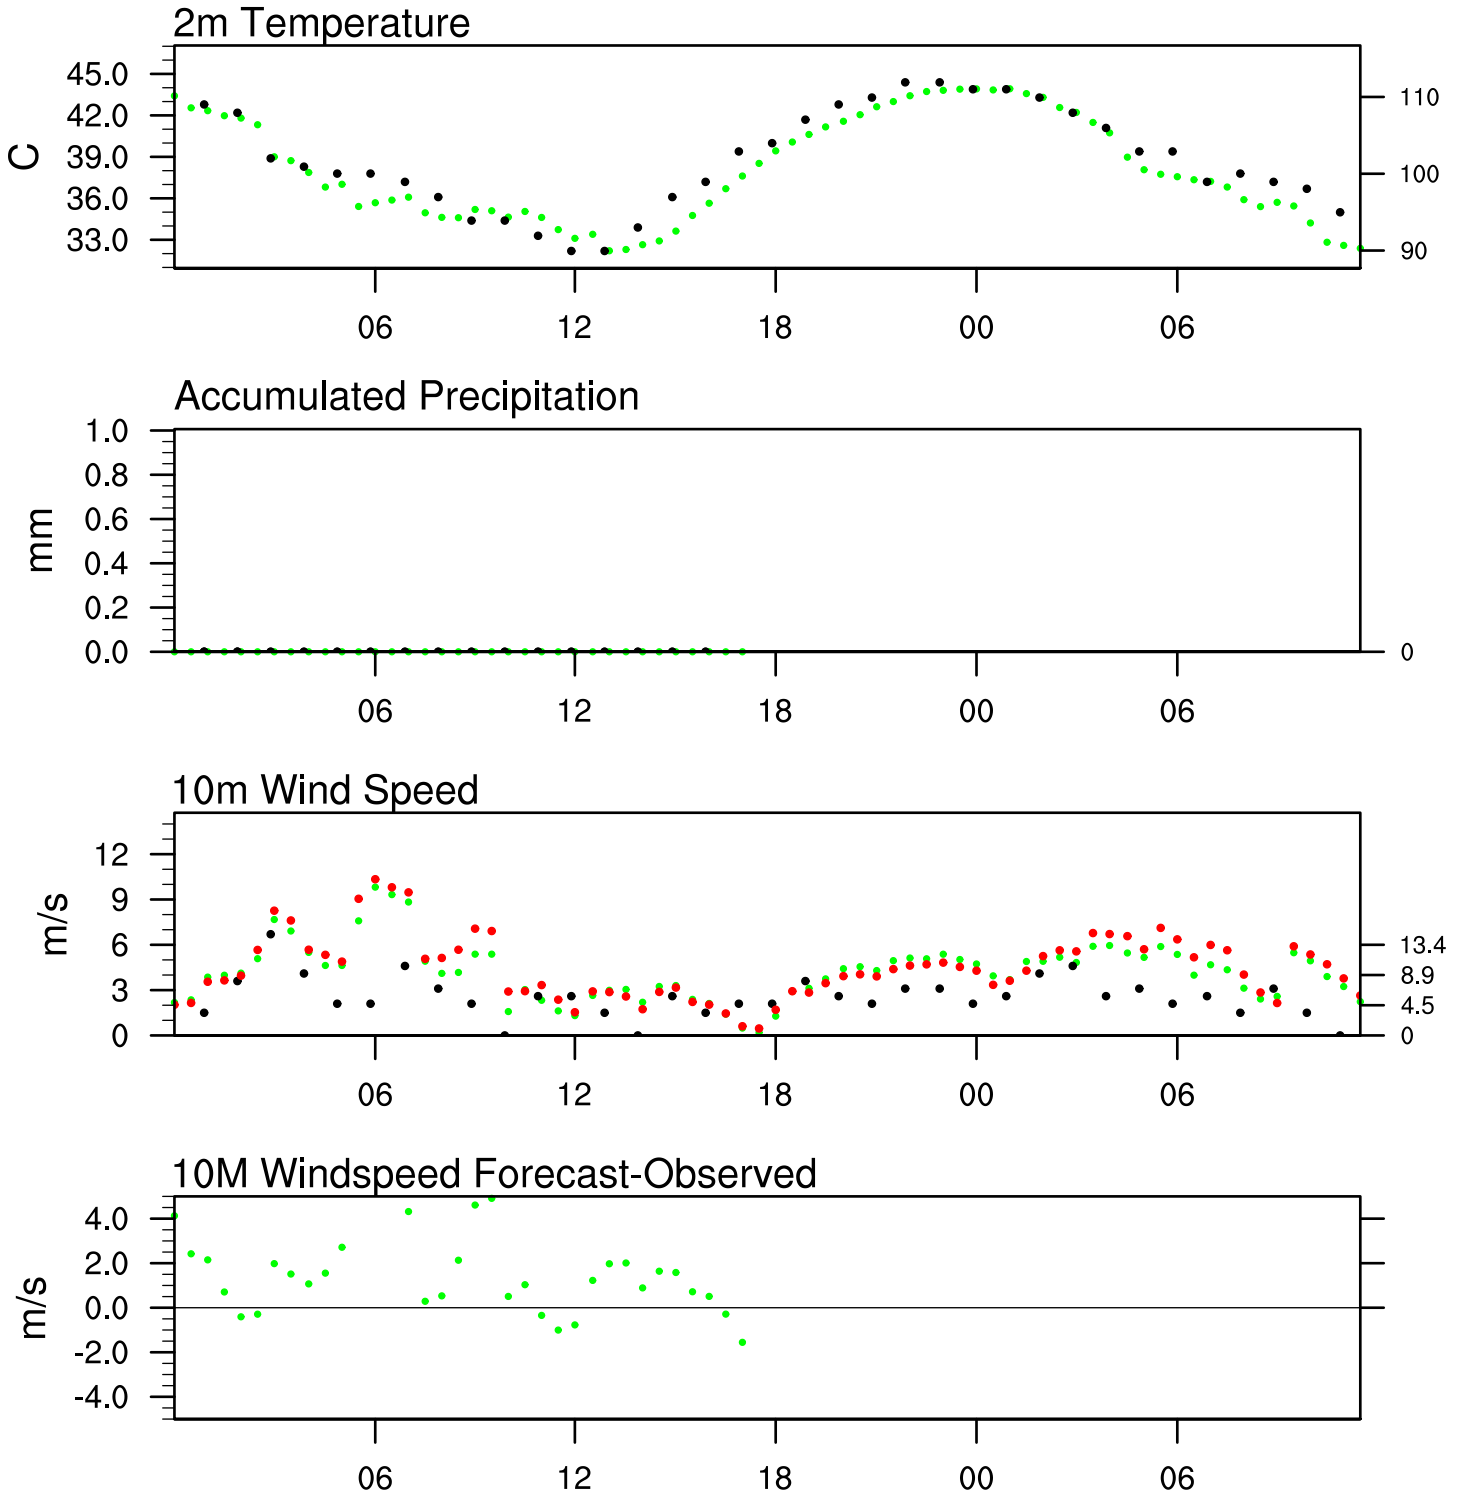 2m Temperature
45.0
42.0
39.0
36.0
33.0
C
110
100
90
06 12 18 00 06
Accumulated Precipitation
1.0
0.8
0.6
0.4
0.2
0.0
mm
0
06 12 18 00 06
10m Wind Speed
12
9
6
3
0
m/s
13.4
8.9
4.5
0
06 12 18 00 06
10M Windspeed Forecast-Observed
4.0
2.0
0.0
-2.0
-4.0
m/s
06 12 18 00 06